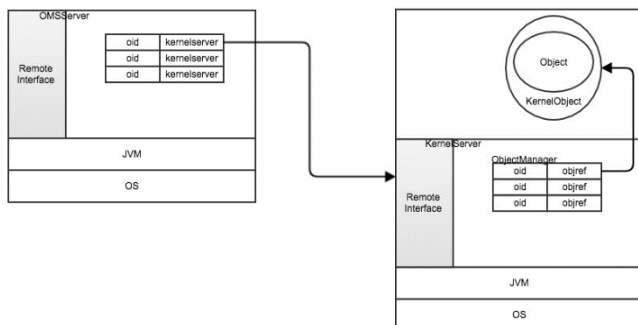 OMSServer
Remote
Interface
oid kernelserver
oid kernelserver
oid kernelserver
JVM
OS
Object
KernelObject
KernelServer
Remote
Interface
ObjectManager
oid objref
oid objref
oid objref
JVM
OS